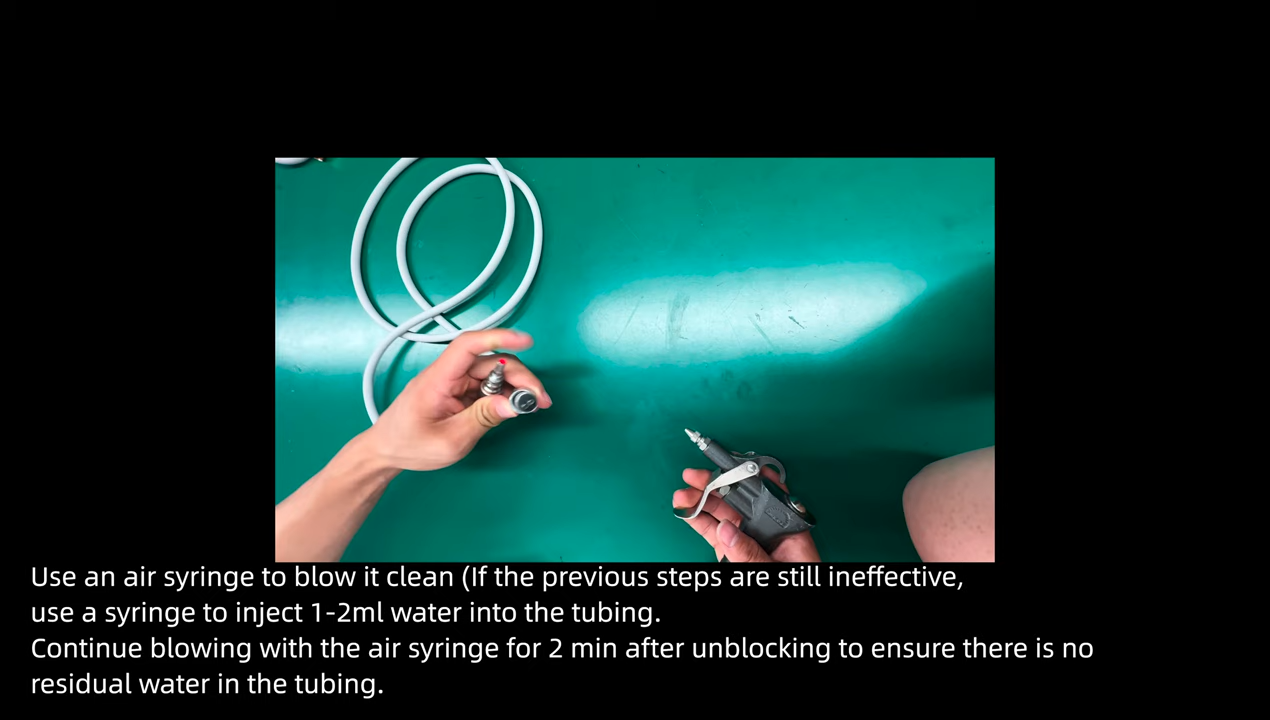 Use an air syringe to blow it clean (If the previous steps are still ineffective,
use a syringe to inject 1-2ml water into the tubing.
Continue blowing with the air syringe for 2 min after unblocking to ensure there is no
residual water in the tubing.